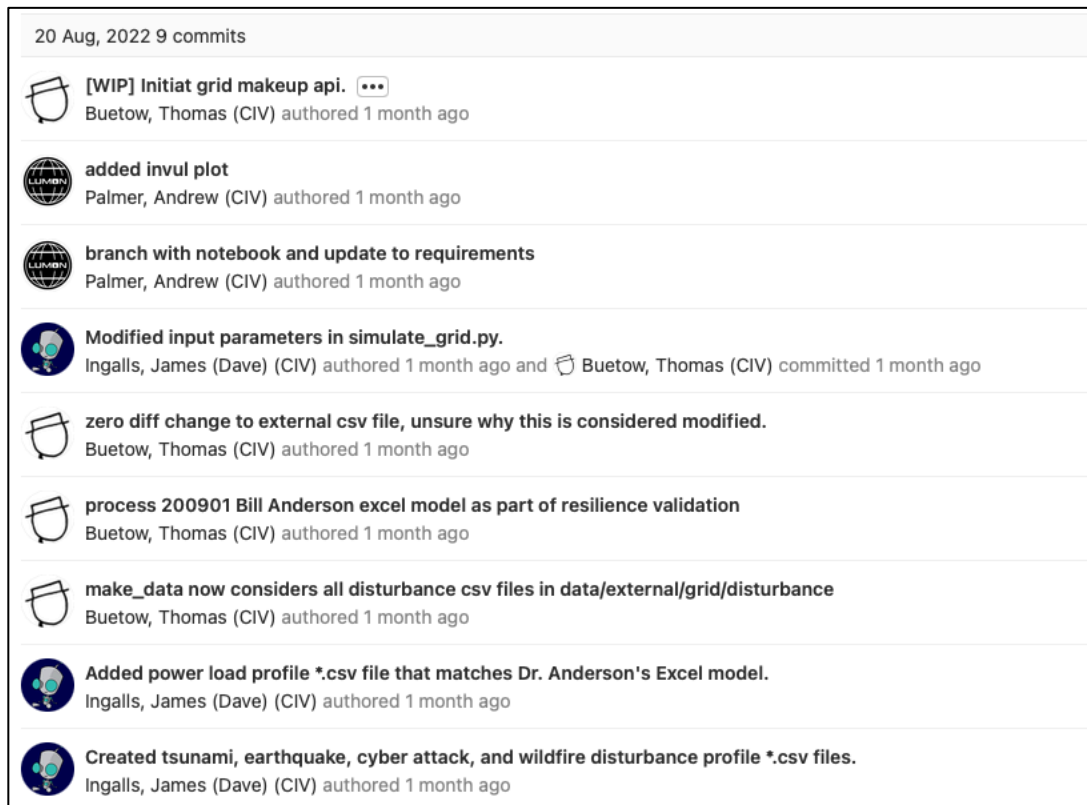 20 Aug, 2022 9 commits
[WIP] Initiat grid makeup api. •••
Buetow, Thomas (CIV) authored 1 month ago
LUMON
added invul plot
Palmer, Andrew (CIV) authored 1 month ago
LUMON
branch with notebook and update to requirements
Palmer, Andrew (CIV) authored 1 month ago
Modified input parameters in simulate_grid.py.
Ingalls, James (Dave) (CIV) authored 1 month ago and Buetow, Thomas (CIV) committed 1 month ago
zero diff change to external csv file, unsure why this is considered modified.
Buetow, Thomas (CIV) authored 1 month ago
process 200901 Bill Anderson excel model as part of resilience validation
Buetow, Thomas (CIV) authored 1 month ago
make_data now considers all disturbance csv files in data/external/grid/disturbance
Buetow, Thomas (CIV) authored 1 month ago
Added power load profile *.csv file that matches Dr. Anderson's Excel model.
Ingalls, James (Dave) (CIV) authored 1 month ago
Created tsunami, earthquake, cyber attack, and wildfire disturbance profile *.csv files.
Ingalls, James (Dave) (CIV) authored 1 month ago